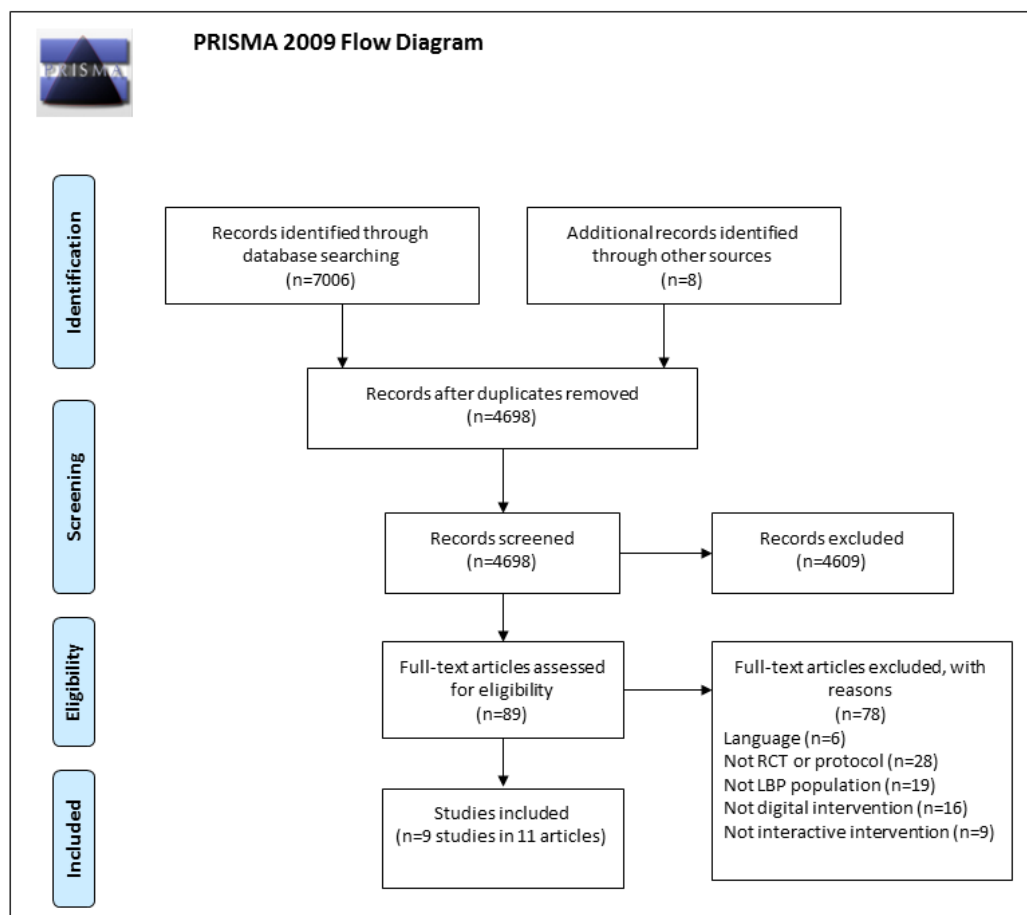 PRISMA 2009 Flow Diagram
PRISMA
Identification
Records identified through
database searching
(n=7006)
Additional records identified
through other sources
(n=8)
Records after duplicates removed
(n=4698)
Screening
Records screened
(n=4698)
Records excluded
(n=4609)
Eligibility
Full-text articles assessed
for eligibility
(n=89)
Full-text articles excluded, with
reasons
(n=78)
Language (n=6)
Not RCT or protocol (n=28)
Not LBP population (n=19)
Not digital intervention (n=16)
Not interactive intervention (n=9)
Included
Studies included
(n=9 studies in 11 articles)